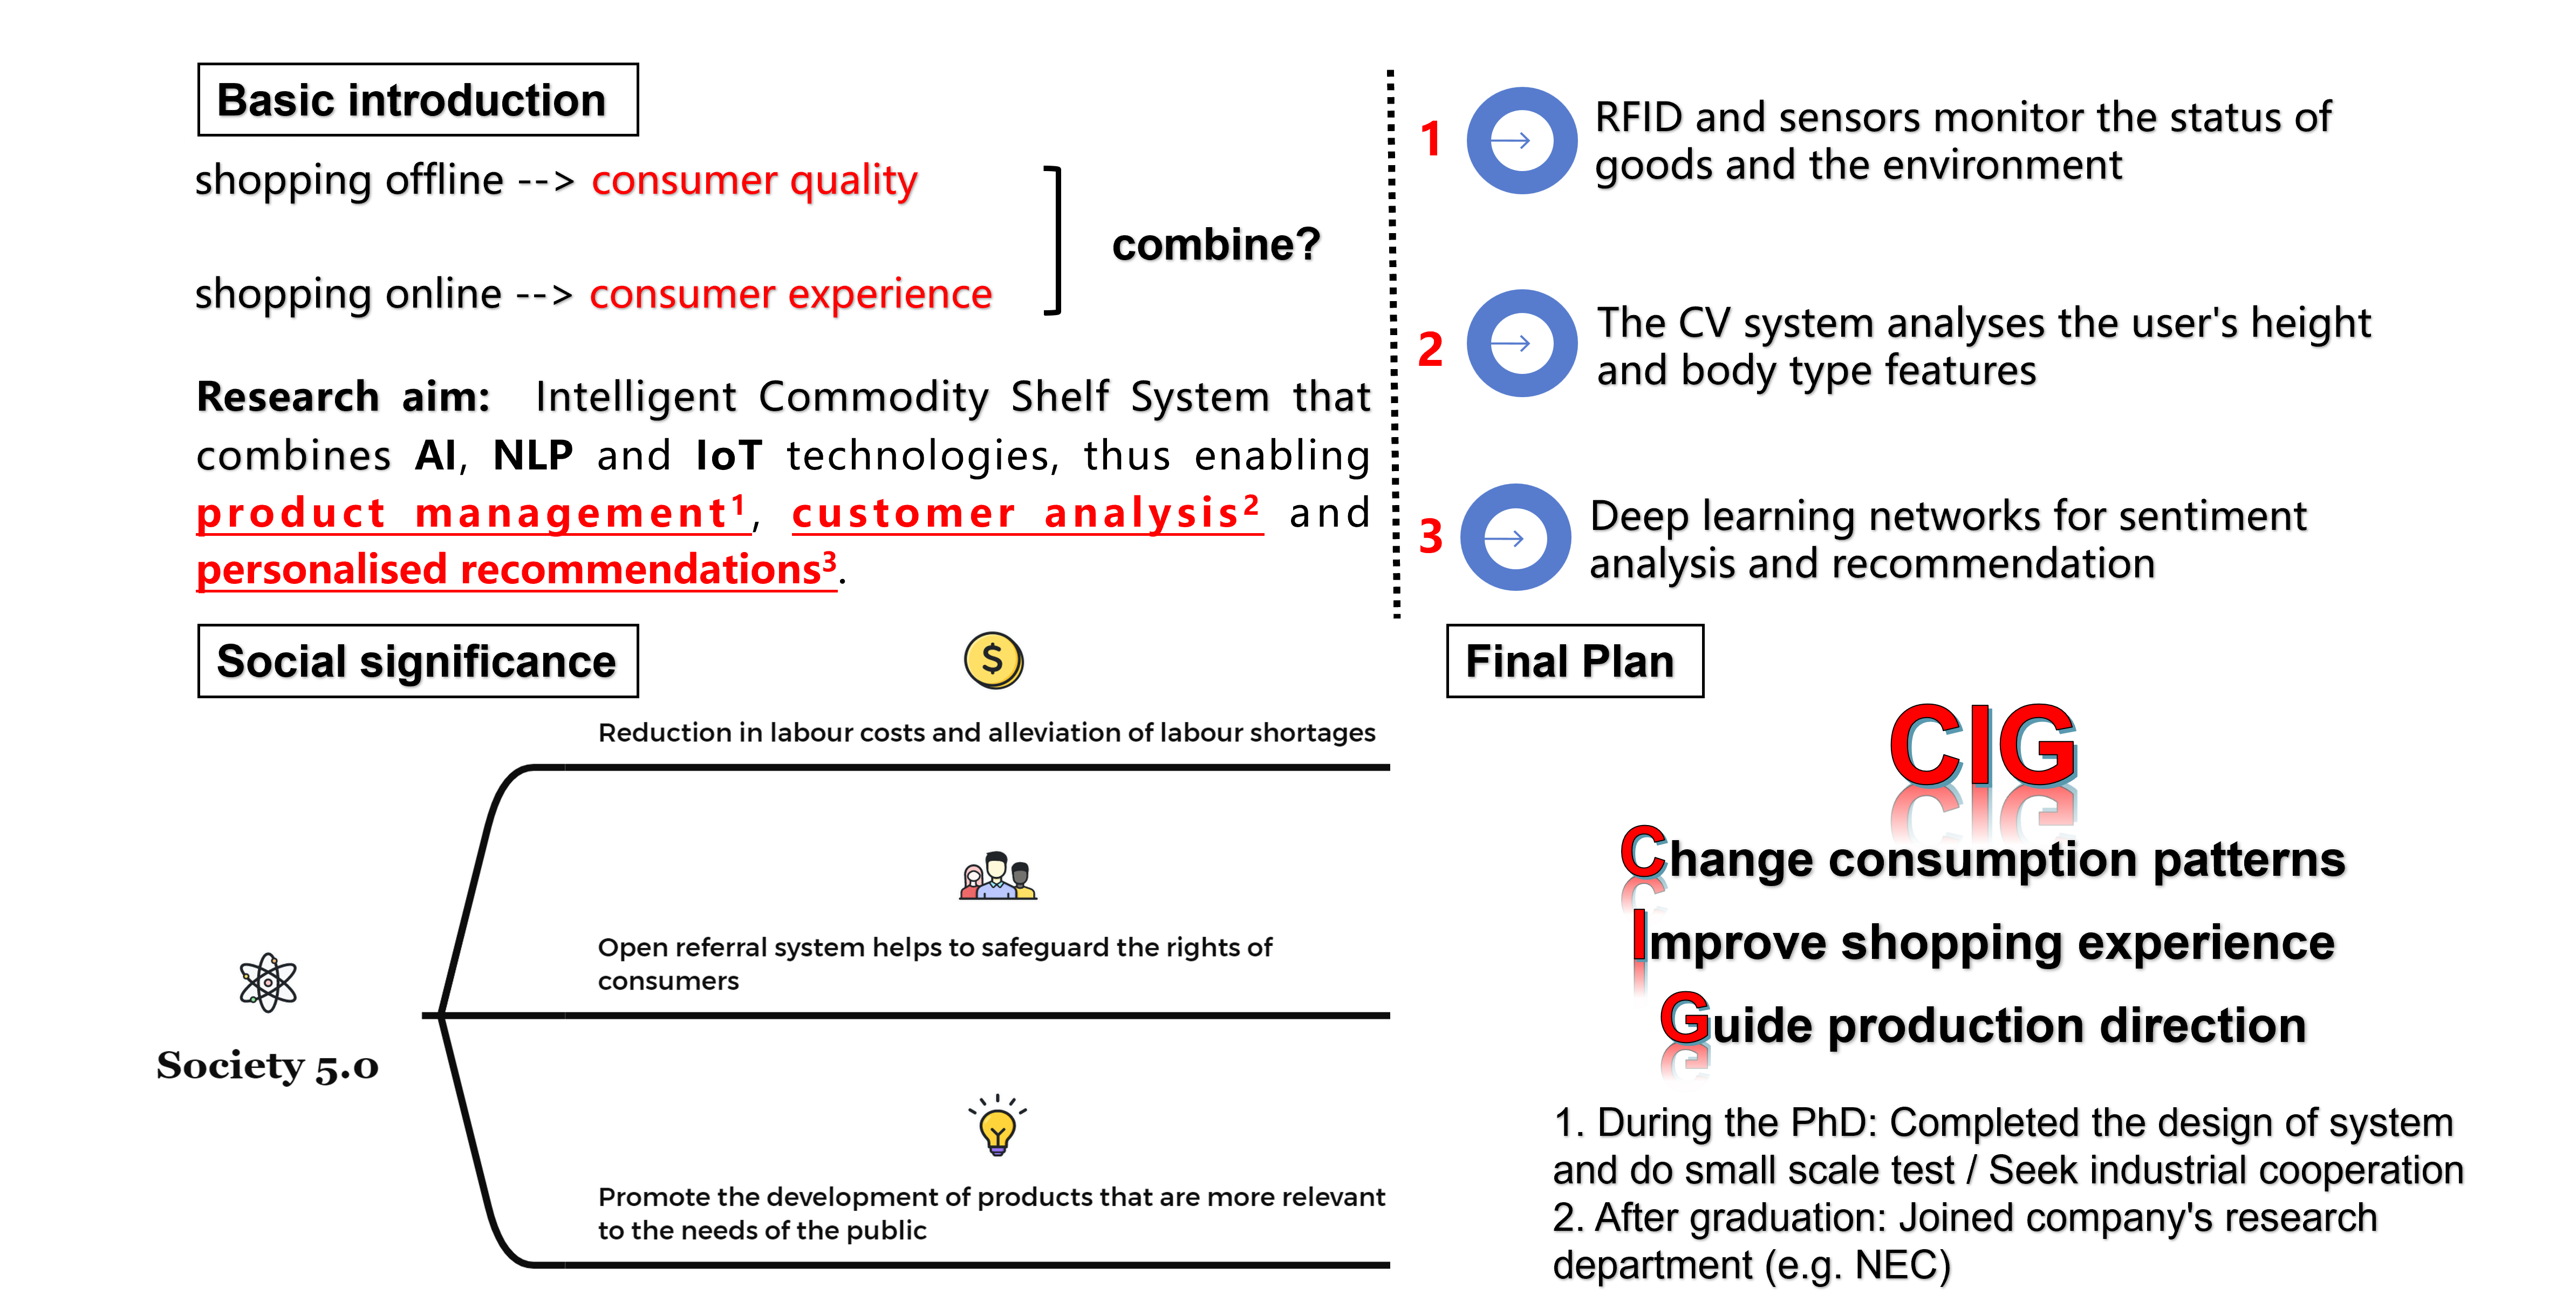 Basic introduction
shopping offline --> consumer quality
shopping online --> consumer experience
combine?
Research aim: Intelligent Commodity Shelf System that
combines AI, NLP and IoT technologies, thus enabling
product management¹, customer analysis² and
personalised recommendations³.
1
RFID and sensors monitor the status of
goods and the environment
2
The CV system analyses the user's height
and body type features
3
Deep learning networks for sentiment
analysis and recommendation
Social significance
$
Reduction in labour costs and alleviation of labour shortages
Open referral system helps to safeguard the rights of
consumers
Society 5.0
Promote the development of products that are more relevant
to the needs of the public
Final Plan
CIG
Change consumption patterns
Improve shopping experience
Guide production direction
1. During the PhD: Completed the design of system
and do small scale test / Seek industrial cooperation
2. After graduation: Joined company's research
department (e.g. NEC)